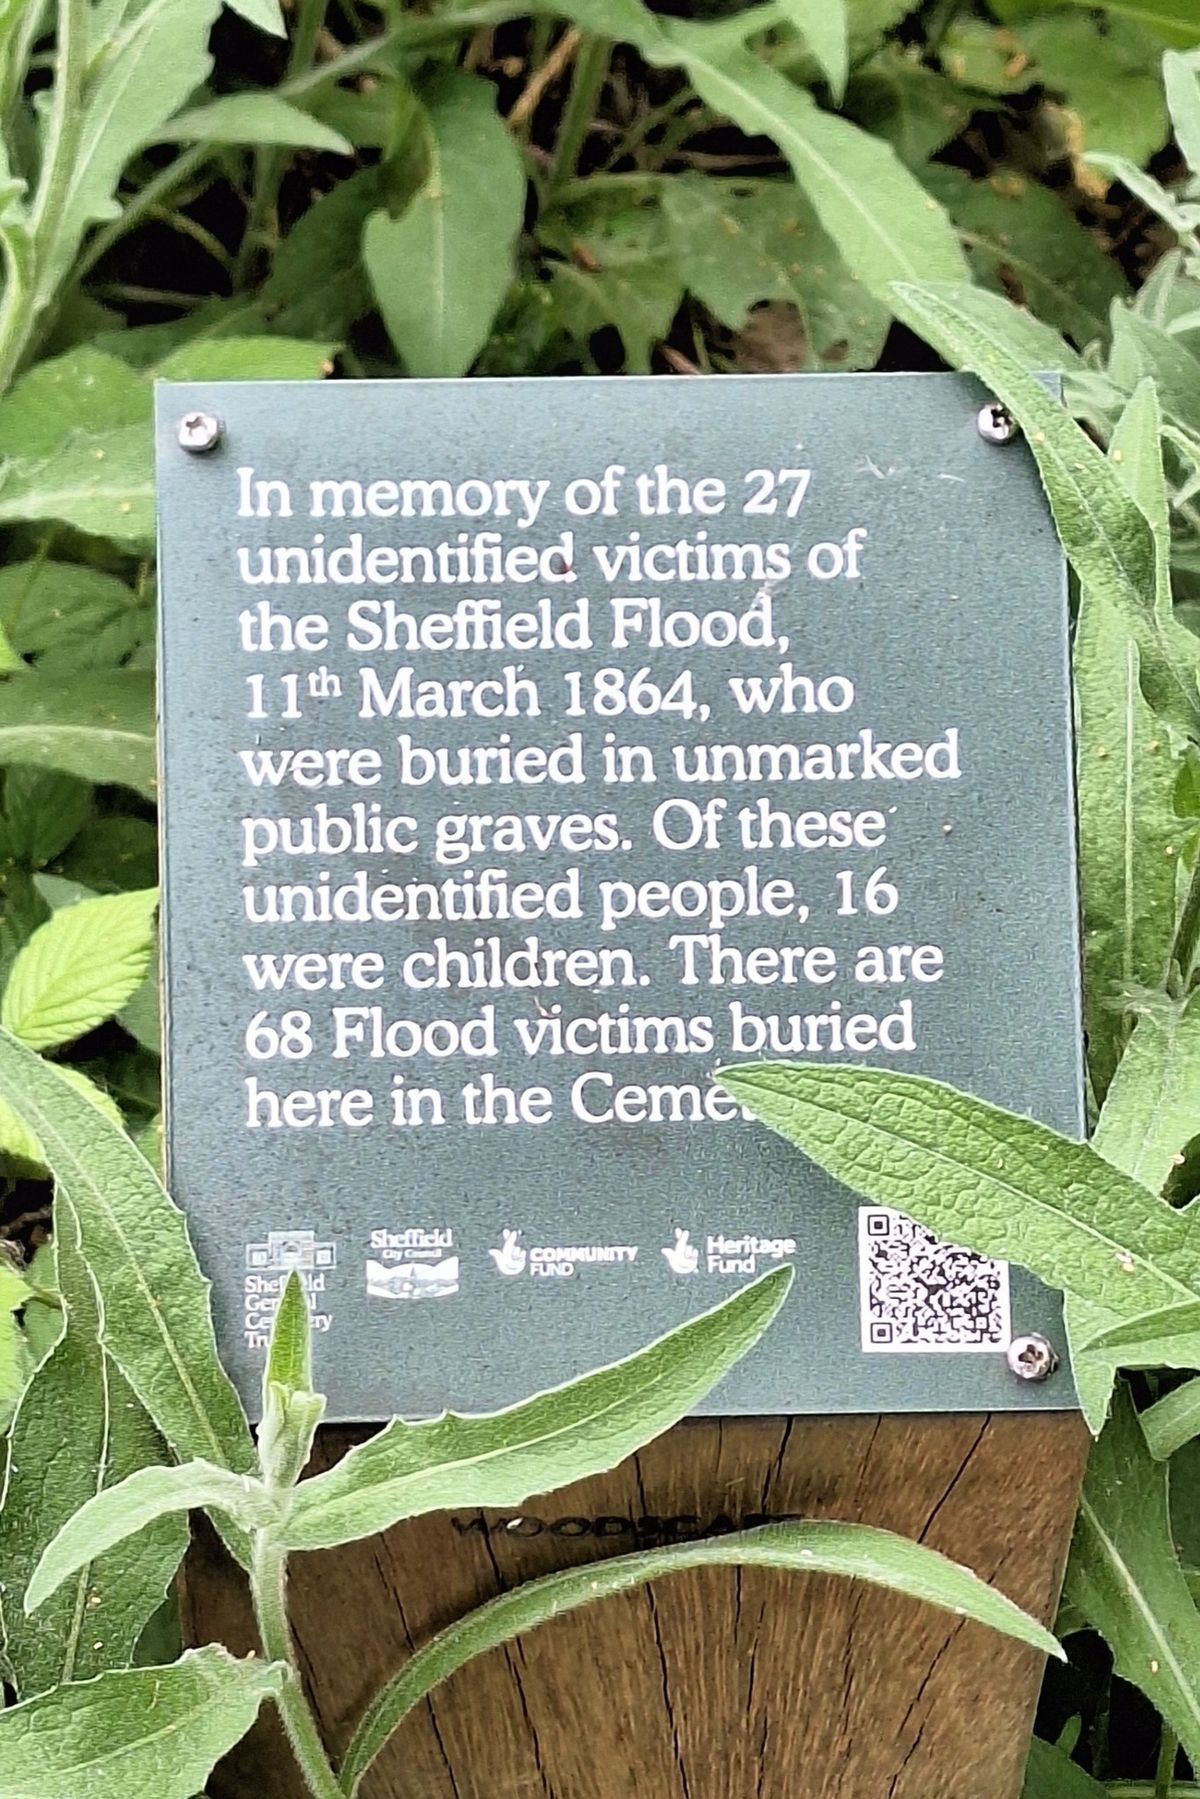 In memory of the 27
unidentified victims of
the Sheffield Flood,
11th March 1864, who
were buried in unmarked
public graves. Of these
unidentified people, 16
were children. There are
68 Flood victims buried
here in the
Sheffield
City Council
COMMUNITY
FUND
Heritage
Fund